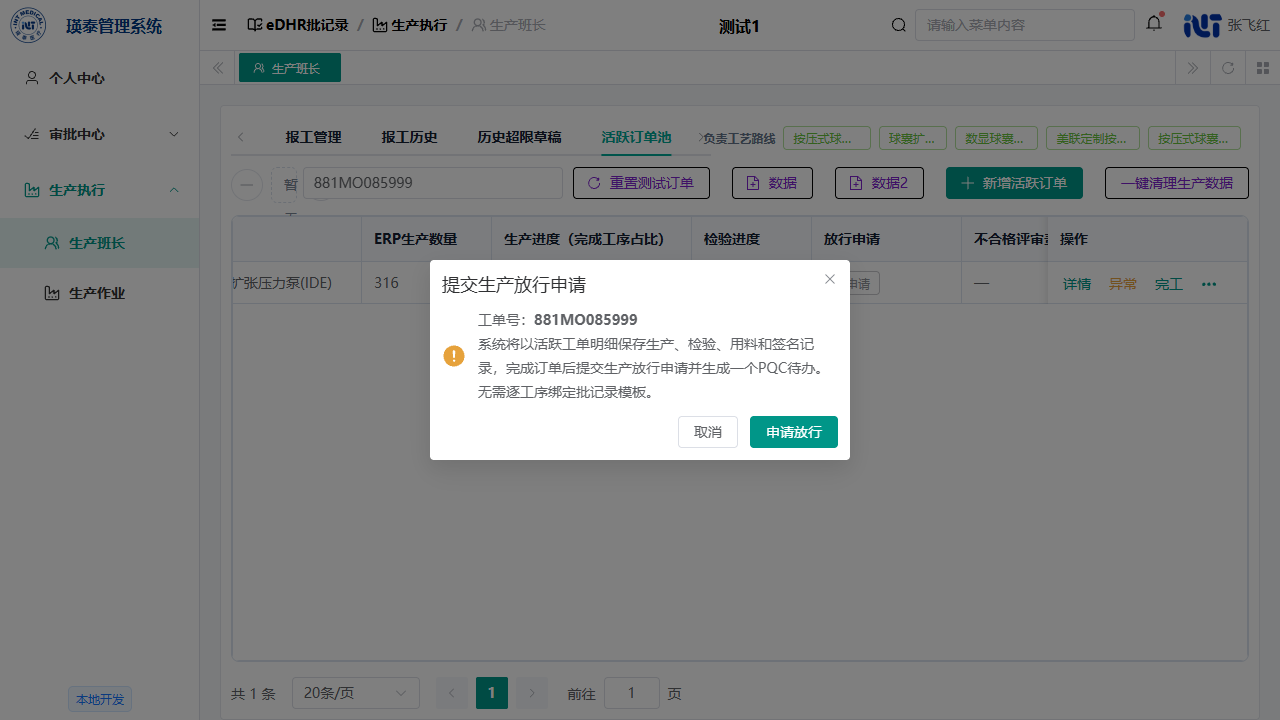 瑛泰管理系统
eDHR批记录 / 生产执行 / 生产班长
测试1
请输入菜单内容
张飞红
个人中心
审批中心
生产执行
生产班长
生产作业
本地开发
生产班长
报工管理
报工历史
历史超限草稿
活跃订单池
负责工艺路线
按压式球...
球囊扩...
数显球囊...
美联定制按...
按压式球囊...
暂
881MO085999
重置测试订单
数据
数据2
新增活跃订单
一键清理生产数据
ERP生产数量
生产进度（完成工序占比）
检验进度
放行申请
不合格评审
操作
扩张压力泵(IDE)
316
申请
—
详情
异常
完工
提交生产放行申请
工单号：881MO085999
系统将以活跃工单明细保存生产、检验、用料和签名记
录，完成订单后提交生产放行申请并生成一个PQC待办。
无需逐工序绑定批记录模板。
取消
申请放行
共 1 条
20条/页
1
前往
1
页